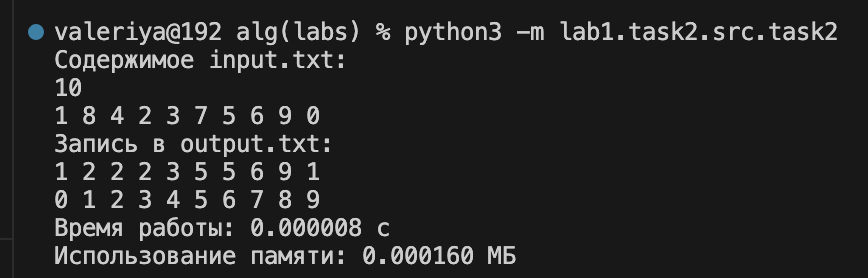 valeriya@192 alg(labs) % python3 -m lab1.task2.src.task2
Содержимое input.txt:
10
1 8 4 2 3 7 5 6 9 0
Запись в output.txt:
1 2 2 2 3 5 5 6 9 1
0 1 2 3 4 5 6 7 8 9
Время работы: 0.000008 с
Использование памяти: 0.000160 МБ